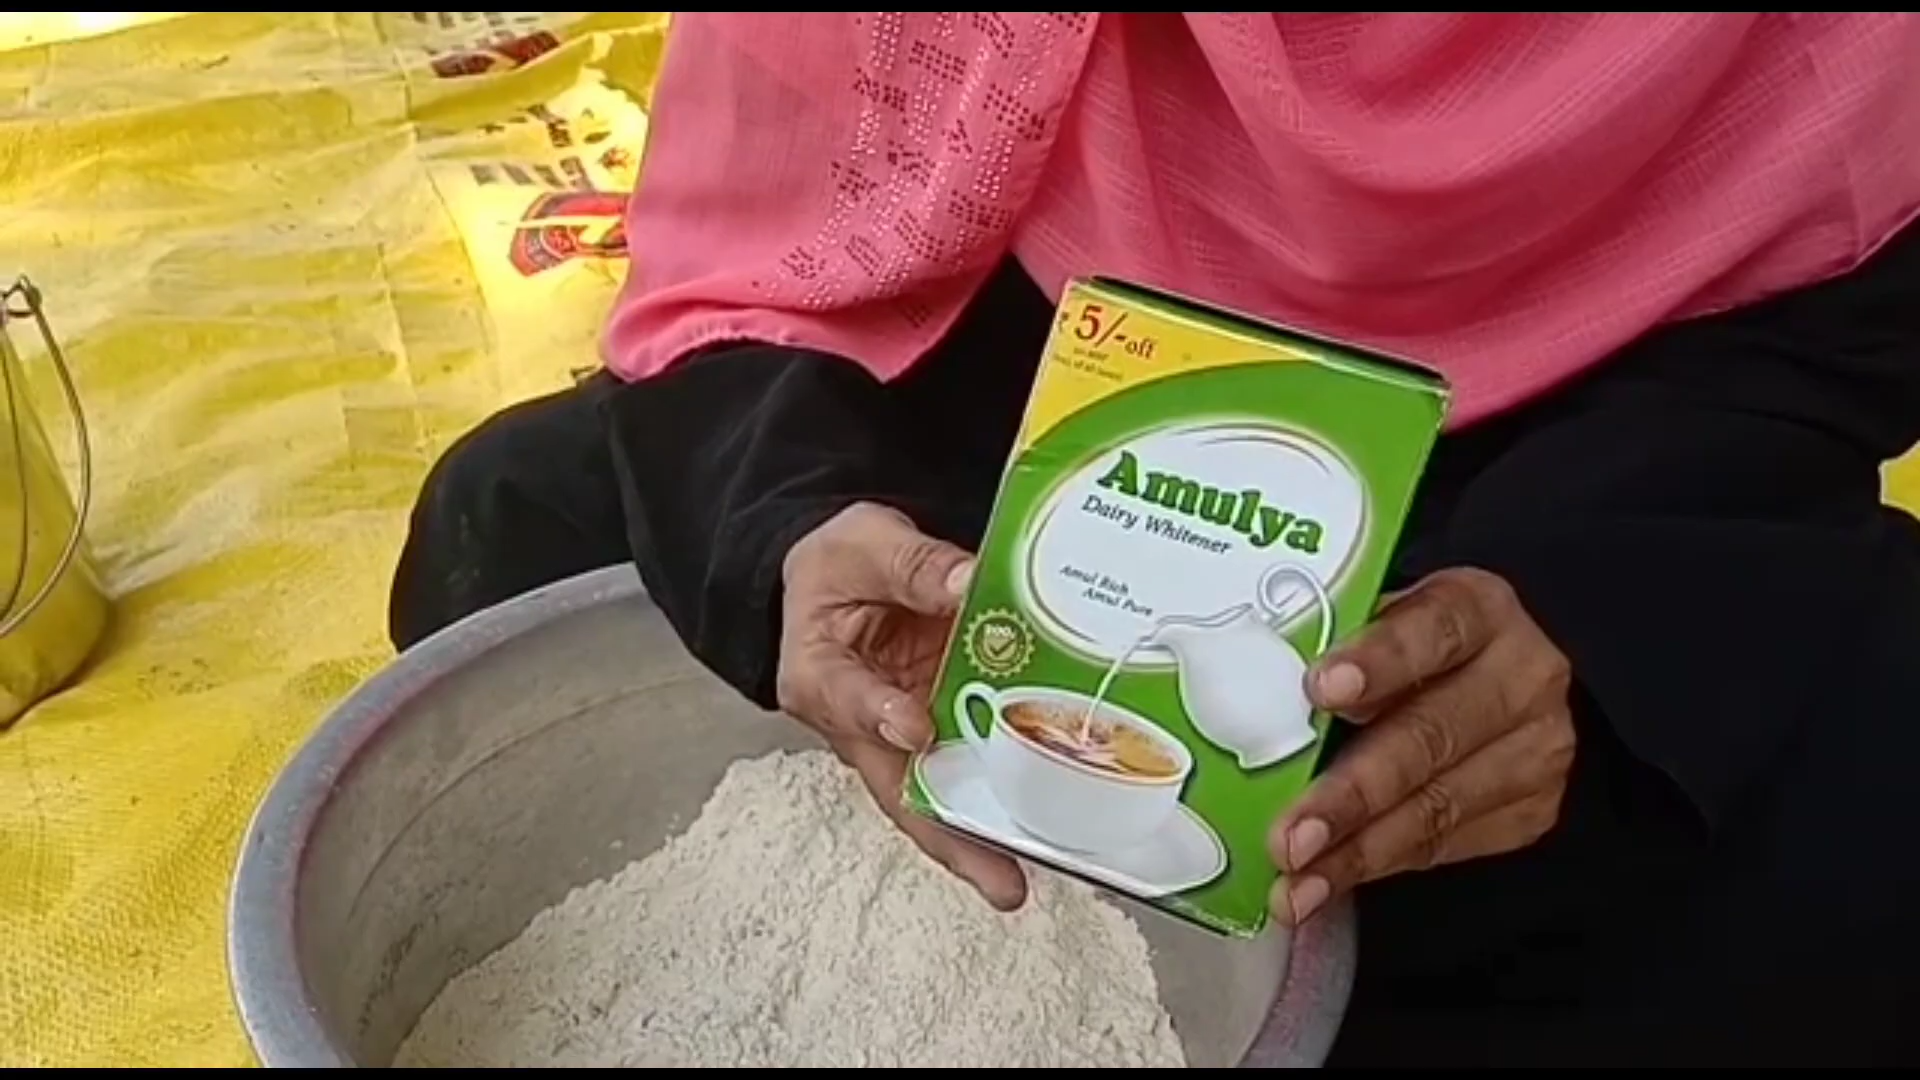 ₹ 5/-off
Amulya
Dairy Whitener
Amul Rich
Amul Pure